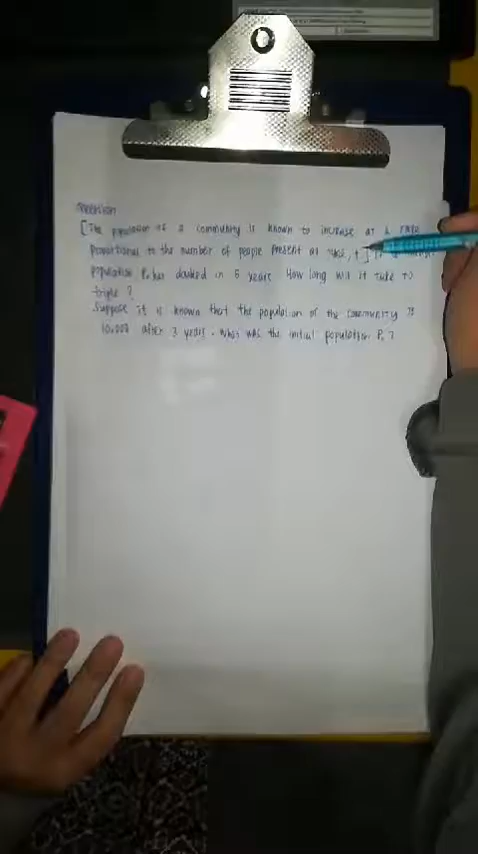 Question
[The population of a community is known to increase at a rate
proportional to the number of people present at time, t ] If
population P. has doubled in 5 years. How long will it take to
triple ?
Suppose it is known that the population of the community is
10,000 after 3 years. What was the initial population P. ?